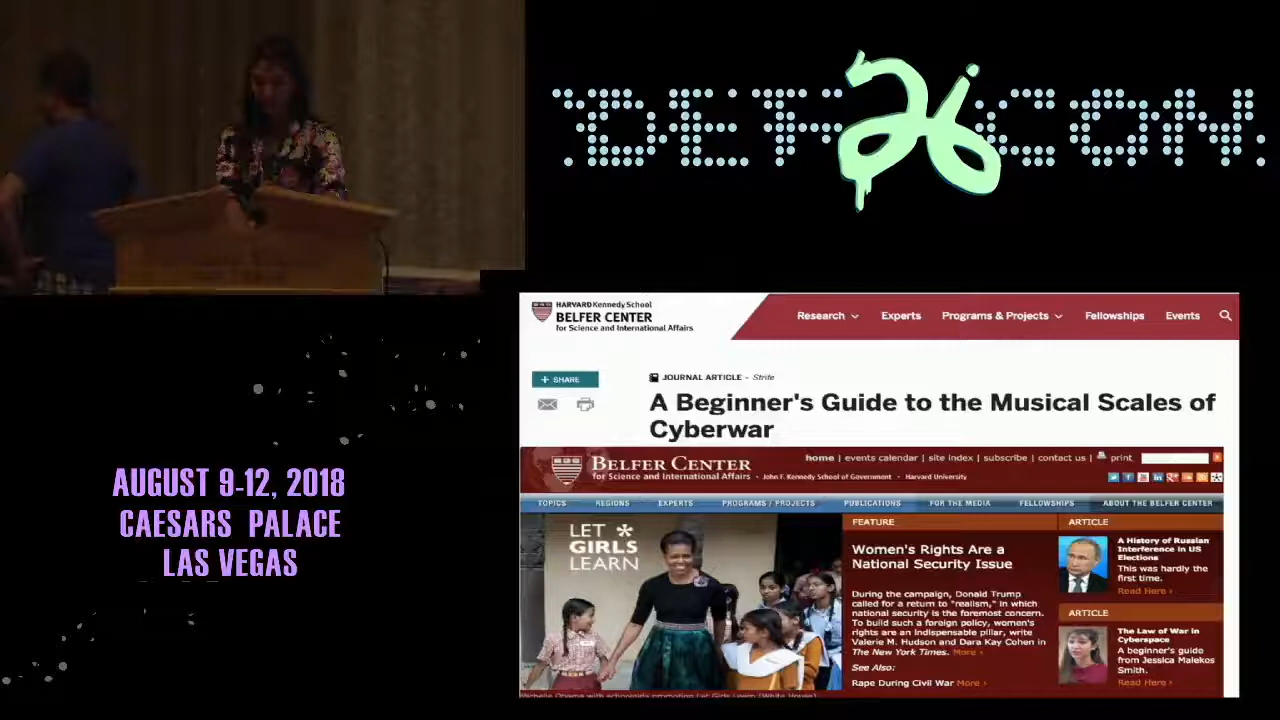 DEF 26 CON
AUGUST 9-12, 2018
CAESARS PALACE
LAS VEGAS
HARVARD Kennedy School
BELFER CENTER
for Science and International Affairs
Research
Experts
Programs & Projects
Fellowships
Events
+ SHARE
JOURNAL ARTICLE - Strife
A Beginner's Guide to the Musical Scales of
Cyberwar
BELFER CENTER
for Science and International Affairs • John F. Kennedy School of Government • Harvard University
home | events calendar | site index | subscribe | contact us | print
TOPICS
REGIONS
EXPERTS
PROGRAMS / PROJECTS
PUBLICATIONS
FOR THE MEDIA
FELLOWSHIPS
ABOUT THE BELFER CENTER
LET *
GIRLS
LEARN
FEATURE
Women's Rights Are a
National Security Issue
During the campaign, Donald Trump
called for a return to "realism," in which
national security is the foremost concern.
To build such a foreign policy, women's
rights are an indispensable pillar, write
Valerie M. Hudson and Dara Kay Cohen in
The New York Times. More ›
See Also:
Rape During Civil War More ›
ARTICLE
A History of Russian
Interference in US
Elections
This was hardly the
first time.
Read Here ›
ARTICLE
The Law of War in
Cyberspace
A beginner's guide
from Jessica Malekos
Smith.
Read Here ›